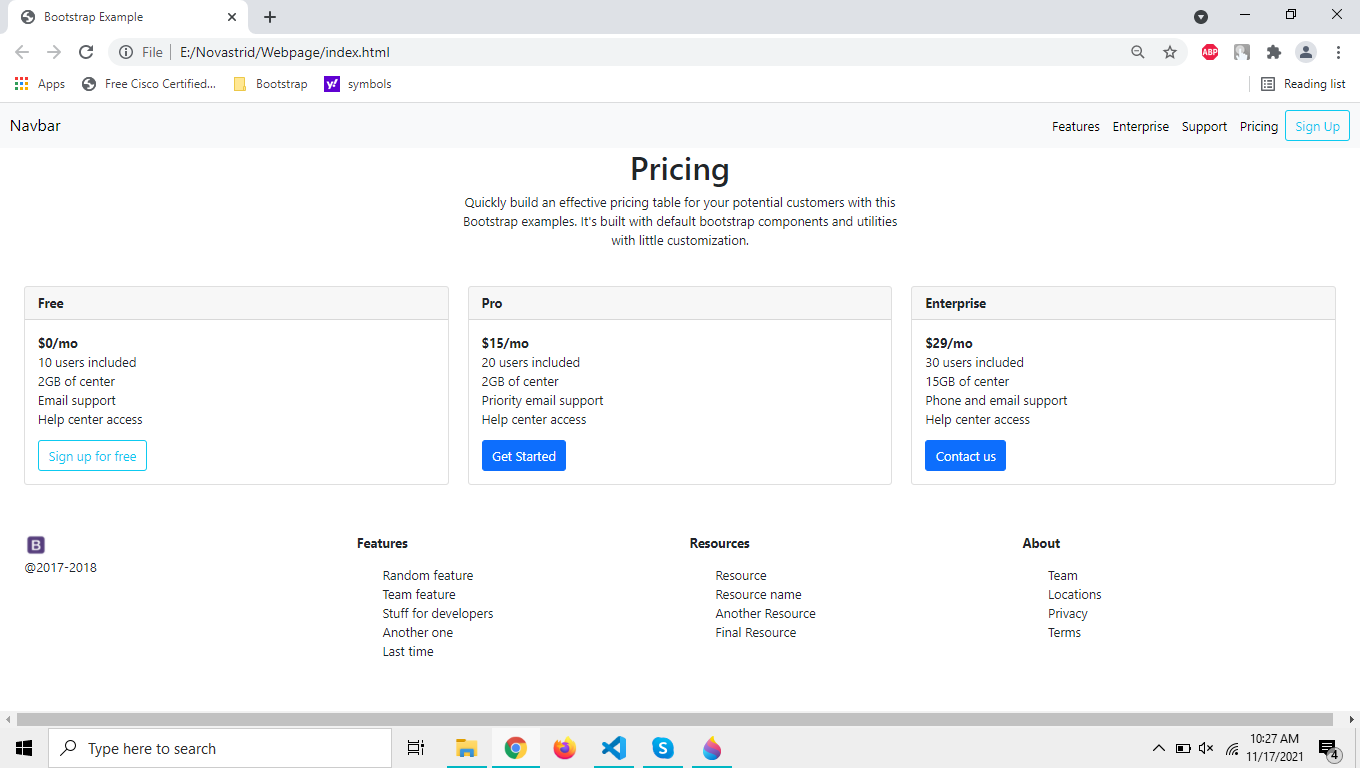 Bootstrap Example
File
E:/Novastrid/Webpage/index.html
ABP
Apps
Free Cisco Certified...
Bootstrap
y!
symbols
Reading list
Navbar
Features
Enterprise
Support
Pricing
Sign Up
Pricing
Quickly build an effective pricing table for your potential customers with this
Bootstrap examples. It's built with default bootstrap components and utilities
with little customization.
Free
$0/mo
10 users included
2GB of center
Email support
Help center access
Sign up for free
Pro
$15/mo
20 users included
2GB of center
Priority email support
Help center access
Get Started
Enterprise
$29/mo
30 users included
15GB of center
Phone and email support
Help center access
Contact us
B
@2017-2018
Features
Random feature
Team feature
Stuff for developers
Another one
Last time
Resources
Resource
Resource name
Another Resource
Final Resource
About
Team
Locations
Privacy
Terms
Type here to search
S
10:27 AM
11/17/2021
4